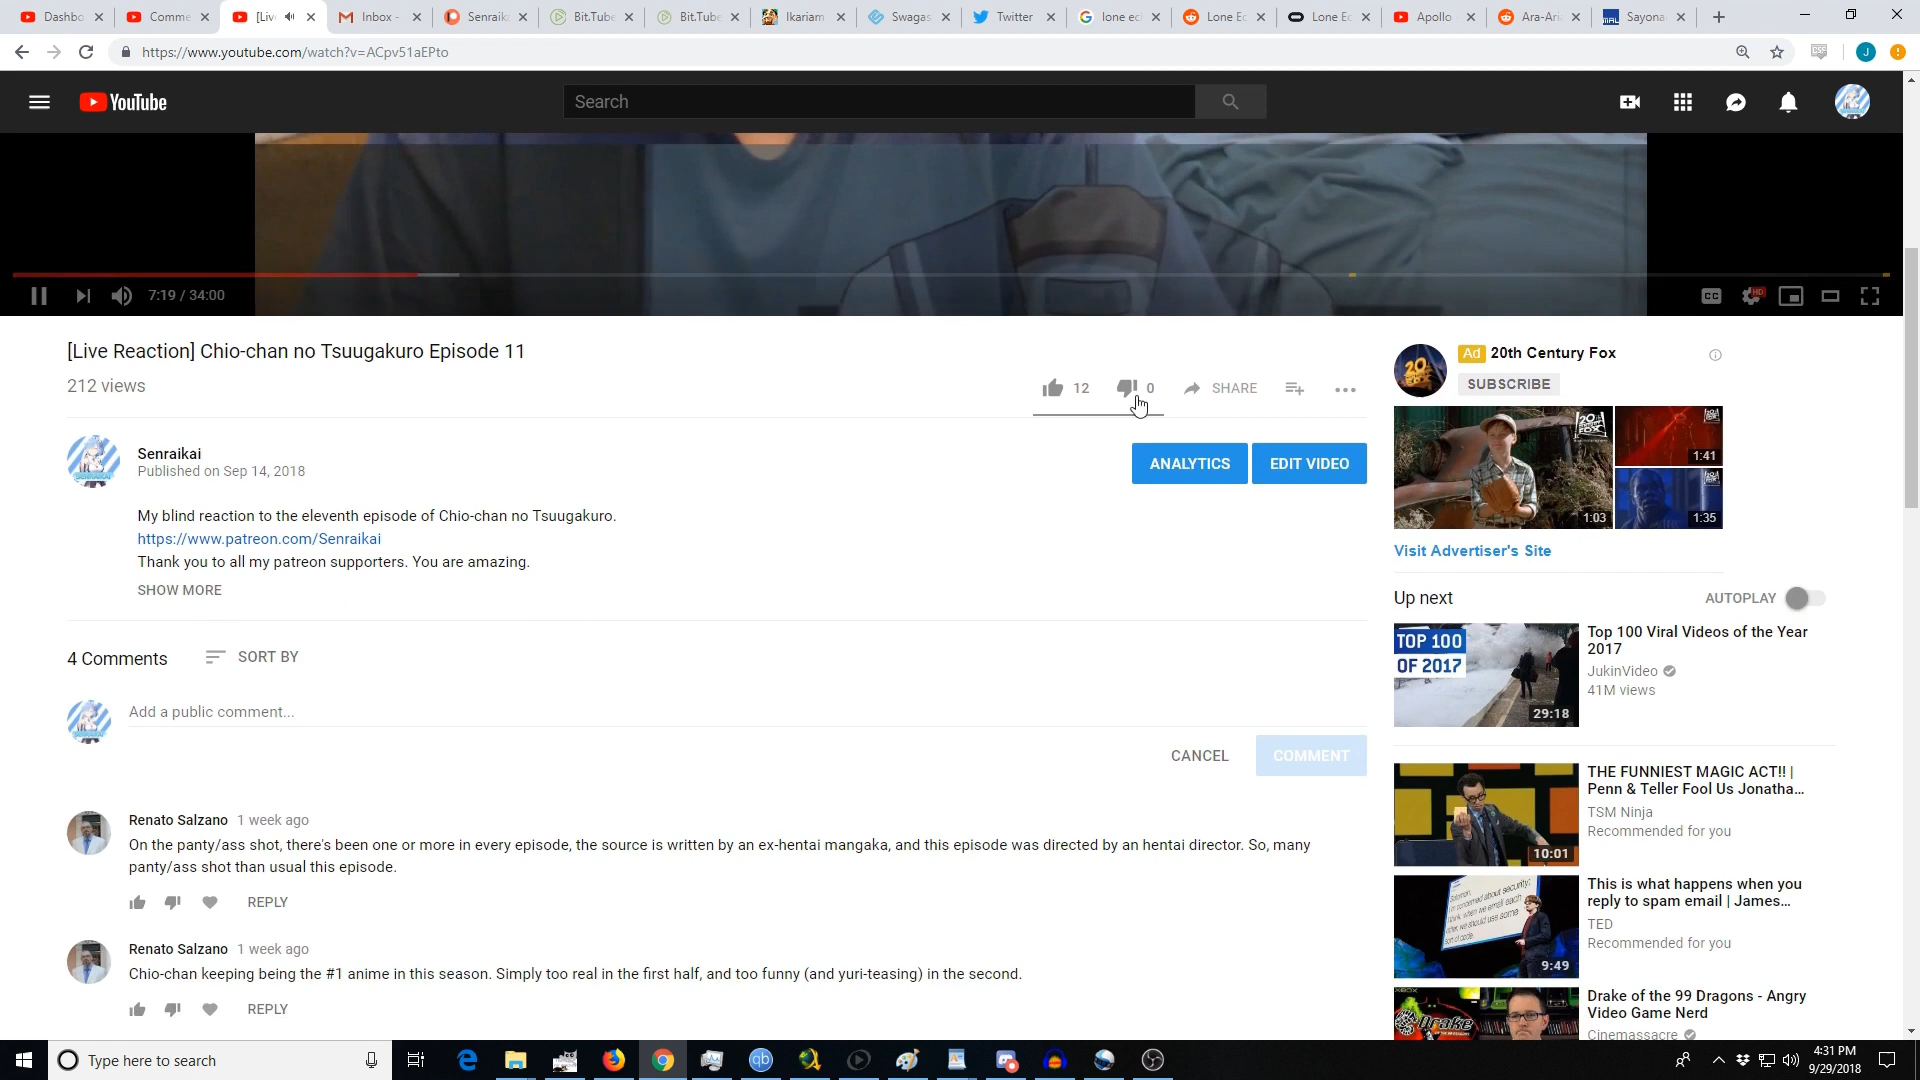 Dashbo
Comme
[Liv
Inbox -
Senraik
Bit.Tube
Bit.Tube
Ikariam
Swagas
Twitter
lone ec
Lone Ec
Lone Ec
Apollo
Ara-Ara
Sayona
https://www.youtube.com/watch?v=ACpv51aEPto
J
YouTube
Search
7:19 / 34:00
CC
HD
[Live Reaction] Chio-chan no Tsuugakuro Episode 11
212 views
12
0
SHARE
Senraikai
Published on Sep 14, 2018
ANALYTICS
EDIT VIDEO
My blind reaction to the eleventh episode of Chio-chan no Tsuugakuro.
https://www.patreon.com/Senraikai
Thank you to all my patreon supporters. You are amazing.
SHOW MORE
4 Comments
SORT BY
Add a public comment...
CANCEL
COMMENT
Renato Salzano 1 week ago
On the panty/ass shot, there's been one or more in every episode, the source is written by an ex-hentai mangaka, and this episode was directed by an hentai director. So, many
panty/ass shot than usual this episode.
REPLY
Renato Salzano 1 week ago
Chio-chan keeping being the #1 anime in this season. Simply too real in the first half, and too funny (and yuri-teasing) in the second.
REPLY
Ad 20th Century Fox
SUBSCRIBE
1:03
1:41
1:35
Visit Advertiser's Site
Up next
AUTOPLAY
TOP 100
OF 2017
29:18
Top 100 Viral Videos of the Year
2017
JukinVideo
41M views
10:01
THE FUNNIEST MAGIC ACT!! |
Penn & Teller Fool Us Jonatha...
TSM Ninja
Recommended for you
9:49
This is what happens when you
reply to spam email | James...
TED
Recommended for you
Drake of the 99 Dragons - Angry
Video Game Nerd
Cinemassacre
Type here to search
qb
4:31 PM
9/29/2018